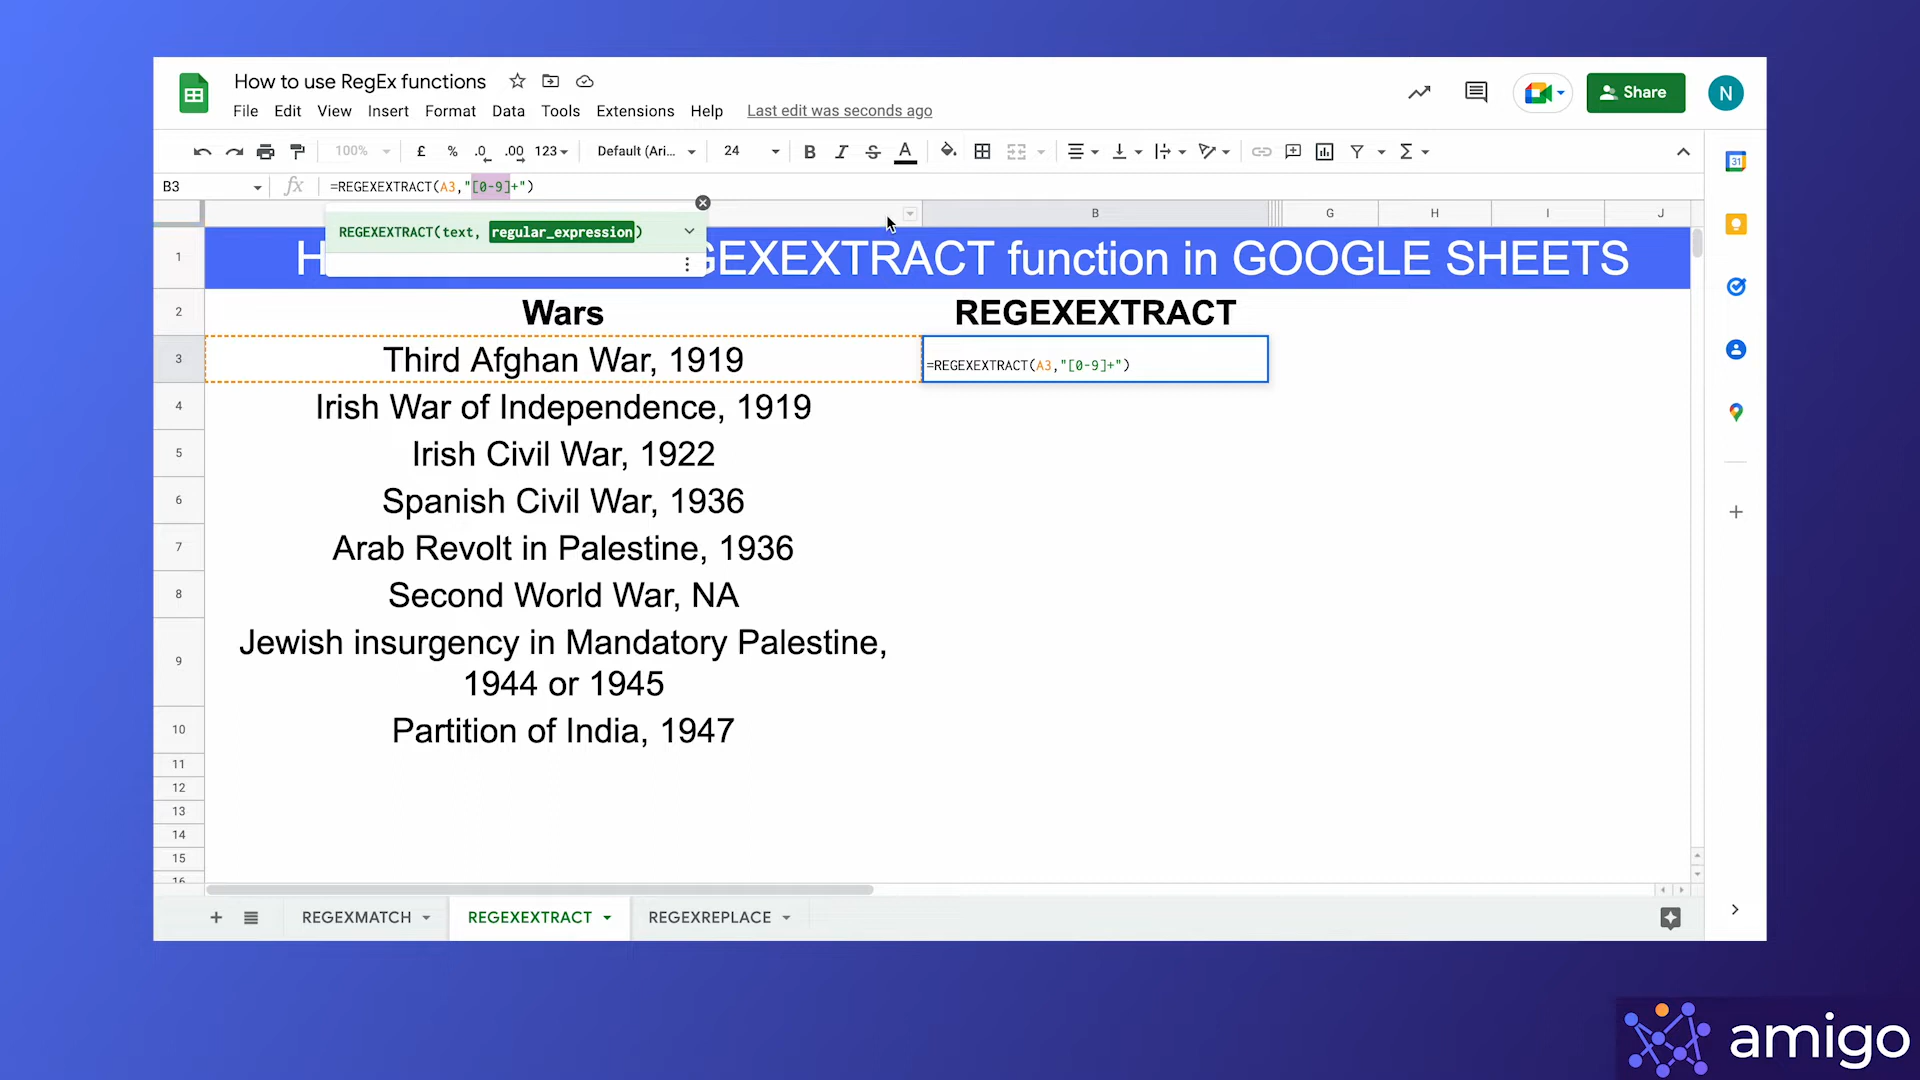 How to use RegEx functions
File Edit View Insert Format Data Tools Extensions Help Last edit was seconds ago
Share
N
100% £ % .0 .00 123 Default (Ari... 24 B I S A
31
B3 fx =REGEXEXTRACT(A3,"[0-9]+")
B G H I J
REGEXEXTRACT(text, regular_expression)
1 H GEXEXTRACT function in GOOGLE SHEETS
2 Wars REGEXEXTRACT
3 Third Afghan War, 1919 =REGEXEXTRACT(A3,"[0-9]+")
4 Irish War of Independence, 1919
5 Irish Civil War, 1922
6 Spanish Civil War, 1936
7 Arab Revolt in Palestine, 1936
8 Second World War, NA
9 Jewish insurgency in Mandatory Palestine,
1944 or 1945
10 Partition of India, 1947
11
12
13
14
15
16
REGEXMATCH REGEXEXTRACT REGEXREPLACE
amigo